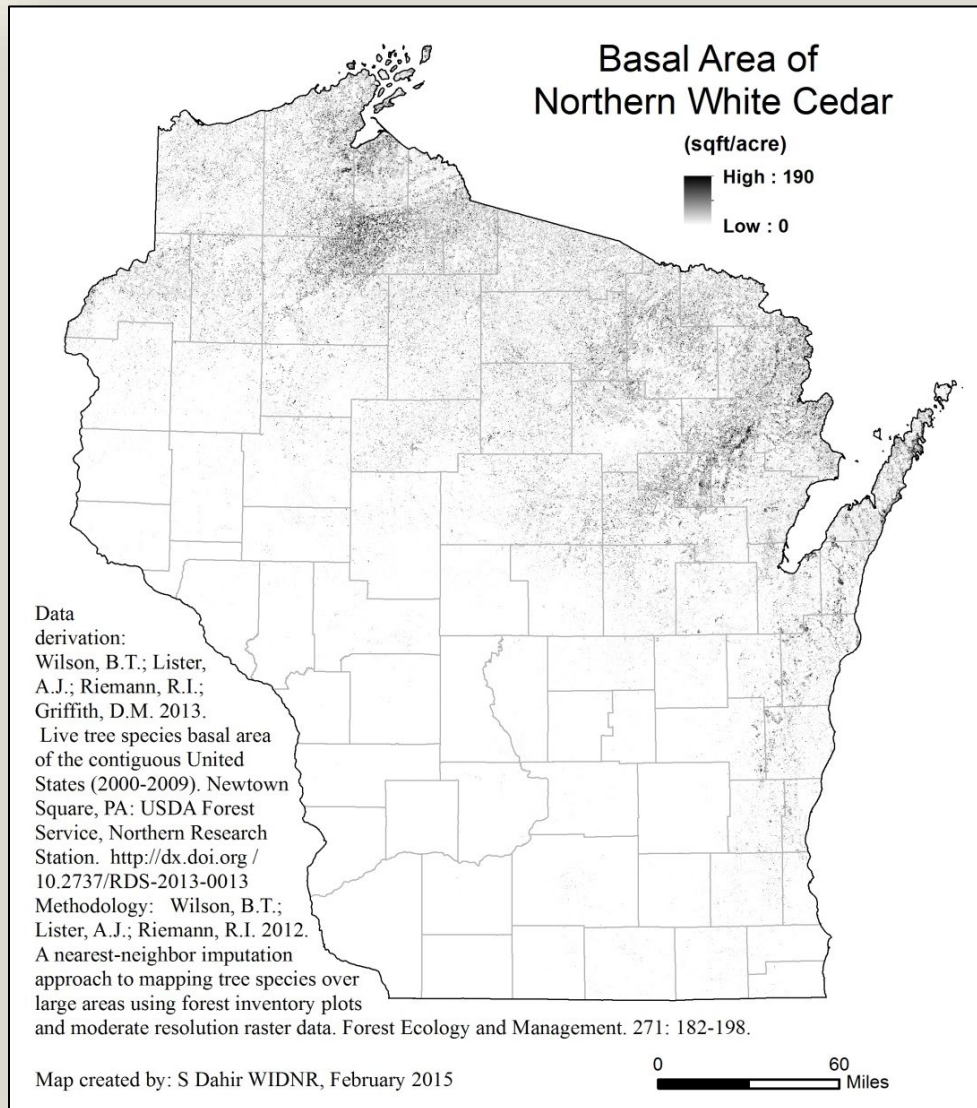 Basal Area of
Northern White Cedar
(sqft/acre)
High : 190
Low : 0
Data
derivation:
Wilson, B.T.; Lister,
A.J.; Riemann, R.I.;
Griffith, D.M. 2013.
Live tree species basal area
of the contiguous United
States (2000-2009). Newtown
Square, PA: USDA Forest
Service, Northern Research
Station. http://dx.doi.org /
10.2737/RDS-2013-0013
Methodology: Wilson, B.T.;
Lister, A.J.; Riemann, R.I. 2012.
A nearest-neighbor imputation
approach to mapping tree species over
large areas using forest inventory plots
and moderate resolution raster data. Forest Ecology and Management. 271: 182-198.
Map created by: S Dahir WIDNR, February 2015
0 60
Miles